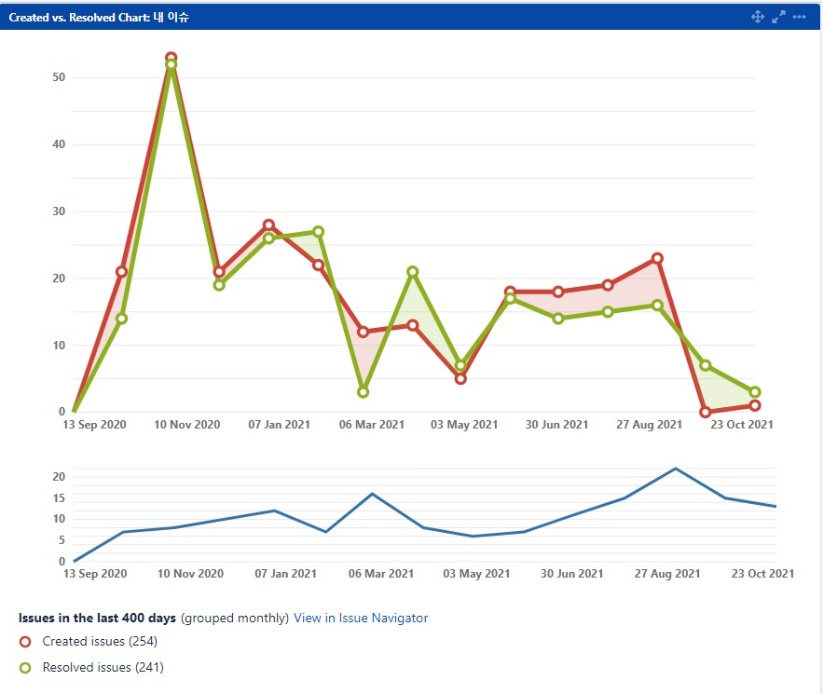 Created vs. Resolved Chart: 내 이슈
50
40
30
20
10
0
13 Sep 2020 10 Nov 2020 07 Jan 2021 06 Mar 2021 03 May 2021 30 Jun 2021 27 Aug 2021 23 Oct 2021
20
15
10
5
0
13 Sep 2020 10 Nov 2020 07 Jan 2021 06 Mar 2021 03 May 2021 30 Jun 2021 27 Aug 2021 23 Oct 2021
Issues in the last 400 days (grouped monthly) View in Issue Navigator
Created issues (254)
Resolved issues (241)